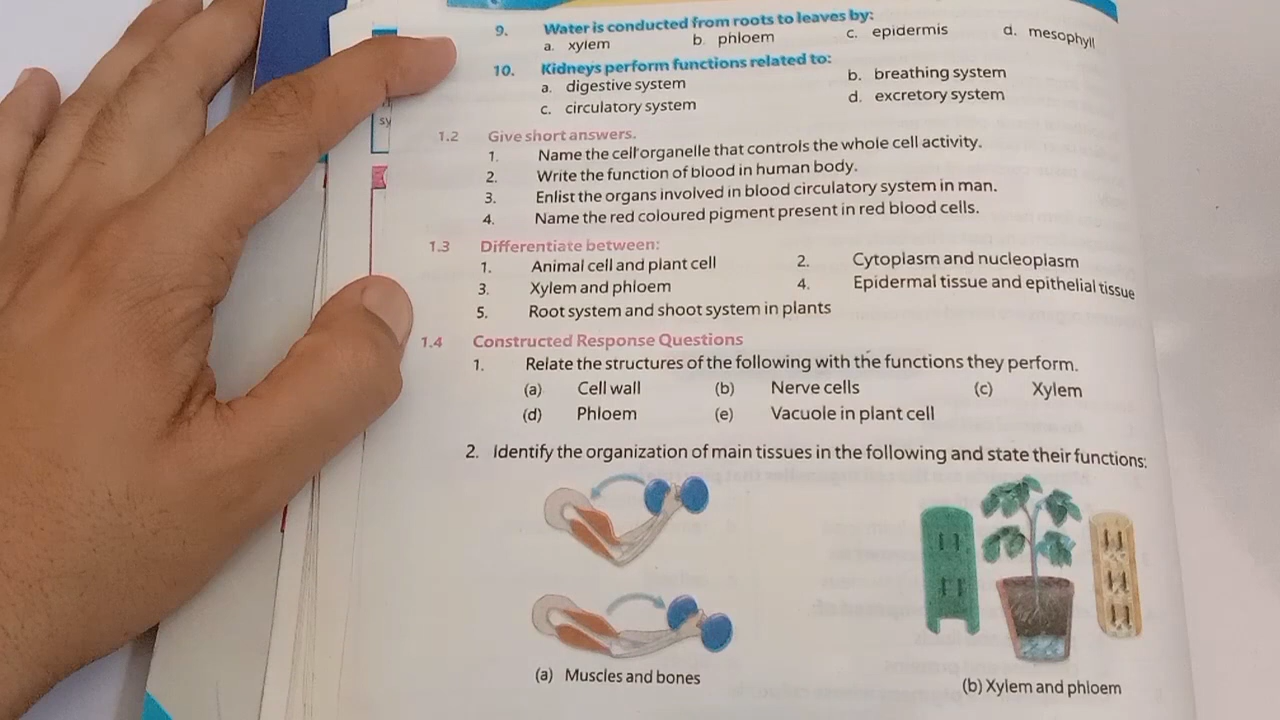 9. Water is conducted from roots to leaves by:
a. xylem b. phloem c. epidermis d. mesophyll
10. Kidneys perform functions related to:
a. digestive system b. breathing system
c. circulatory system d. excretory system
sy
1.2 Give short answers.
1. Name the cell organelle that controls the whole cell activity.
2. Write the function of blood in human body.
3. Enlist the organs involved in blood circulatory system in man.
4. Name the red coloured pigment present in red blood cells.
1.3 Differentiate between:
1. Animal cell and plant cell 2. Cytoplasm and nucleoplasm
3. Xylem and phloem 4. Epidermal tissue and epithelial tissue
5. Root system and shoot system in plants
1.4 Constructed Response Questions
1. Relate the structures of the following with the functions they perform.
(a) Cell wall (b) Nerve cells (c) Xylem
(d) Phloem (e) Vacuole in plant cell
2. Identify the organization of main tissues in the following and state their functions:
(a) Muscles and bones
(b) Xylem and phloem